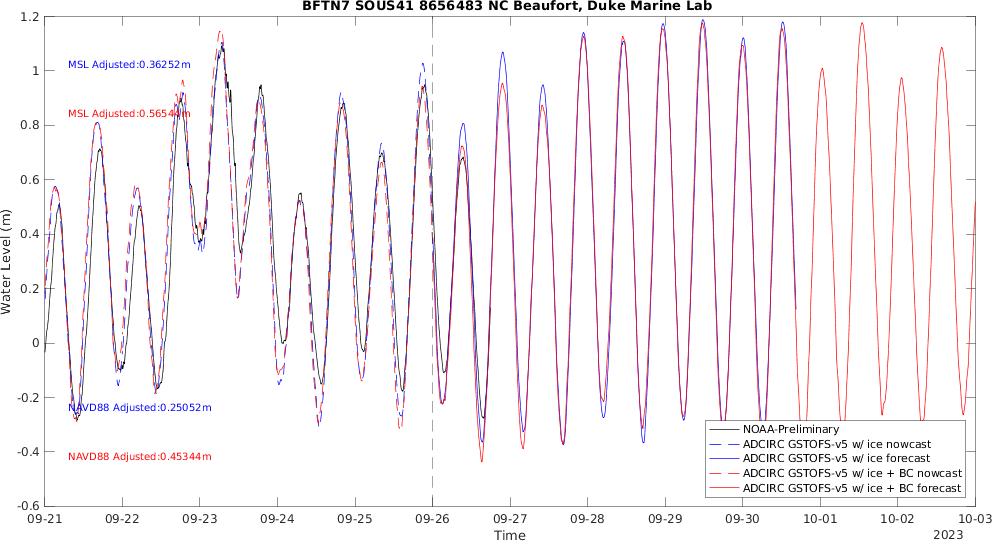 BFTN7 SOUS41 8656483 NC Beaufort, Duke Marine Lab
1.2
1
0.8
0.6
0.4
0.2
0
-0.2
-0.4
-0.6
Water Level (m)
MSL Adjusted:0.36252m
MSL Adjusted:0.56544m
NAVD88 Adjusted:0.25052m
NAVD88 Adjusted:0.45344m
NOAA-Preliminary
ADCIRC GSTOFS-v5 w/ ice nowcast
ADCIRC GSTOFS-v5 w/ ice forecast
ADCIRC GSTOFS-v5 w/ ice + BC nowcast
ADCIRC GSTOFS-v5 w/ ice + BC forecast
09-21 09-22 09-23 09-24 09-25 09-26 09-27 09-28 09-29 09-30 10-01 10-02 10-03
Time
2023